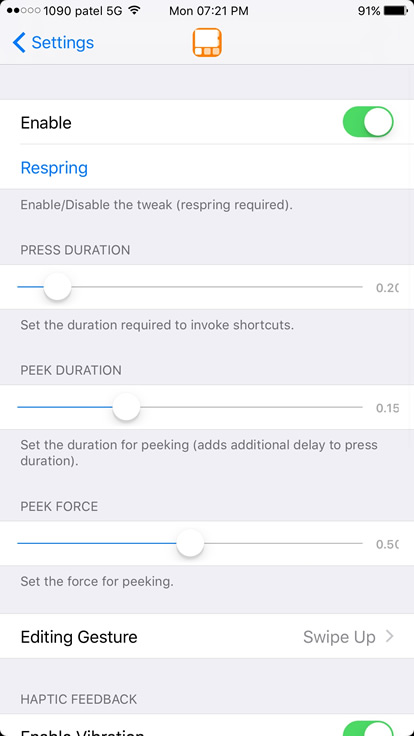 1090 patel 5G Mon 07:21 PM 91%
Settings
Enable
Respring
Enable/Disable the tweak (respring required).
PRESS DURATION
0.20
Set the duration required to invoke shortcuts.
PEEK DURATION
0.15
Set the duration for peeking (adds additional delay to press
duration).
PEEK FORCE
0.50
Set the force for peeking.
Editing Gesture Swipe Up
HAPTIC FEEDBACK
Enable Vibration